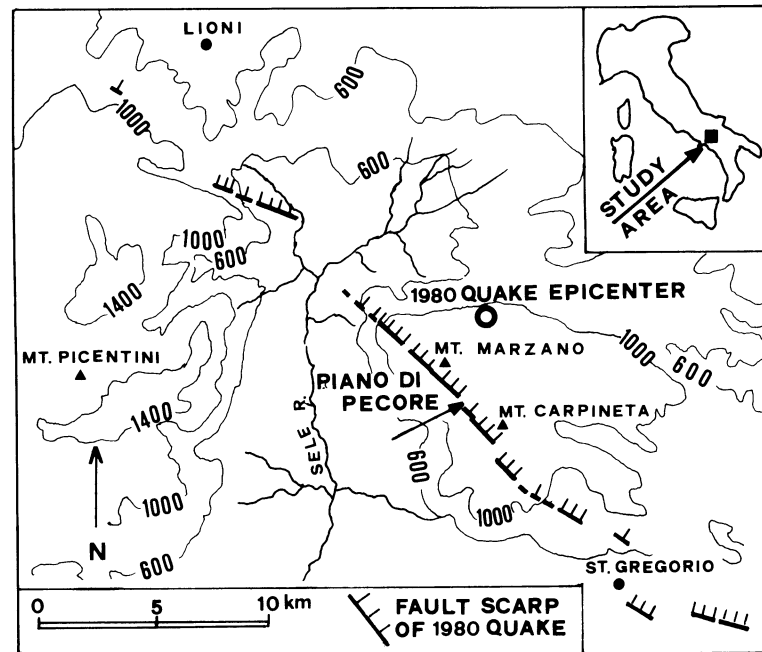 LIONI
1000
600
600
STUDY
AREA
1000
600
1400
1980 QUAKE EPICENTER
MT. PICENTINI
MT. MARZANO
1000
600
PIANO DI
PECORE
MT. CARPINETA
1400
SELE R.
600
1000
1000
N
600
ST. GREGORIO
0 5 10 km
FAULT SCARP
OF 1980 QUAKE